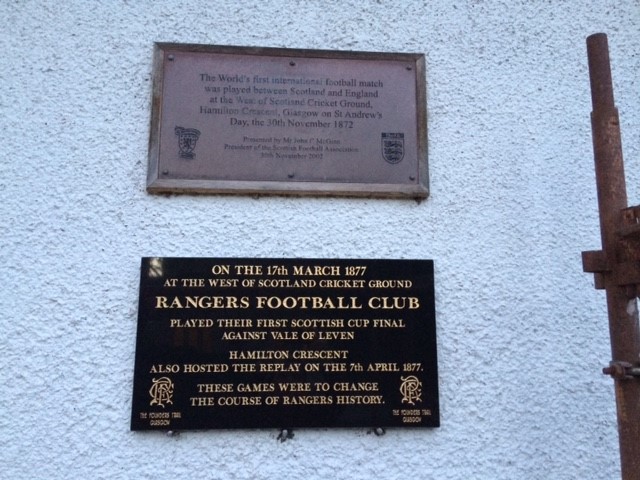 The World's first international football match
was played between Scotland and England
at the West of Scotland Cricket Ground,
Hamilton Crescent, Glasgow on St Andrew's
Day, the 30th November 1872
Presented by Mr John C McGinn
President of the Scottish Football Association
30th November 2002
ON THE 17th MARCH 1877
AT THE WEST OF SCOTLAND CRICKET GROUND
RANGERS FOOTBALL CLUB
PLAYED THEIR FIRST SCOTTISH CUP FINAL
AGAINST VALE OF LEVEN
HAMILTON CRESCENT
ALSO HOSTED THE REPLAY ON THE 7th APRIL 1877.
THESE GAMES WERE TO CHANGE
THE COURSE OF RANGERS HISTORY.
THE FOUNDERS TRAIL
GLASGOW
THE FOUNDERS TRAIL
GLASGOW